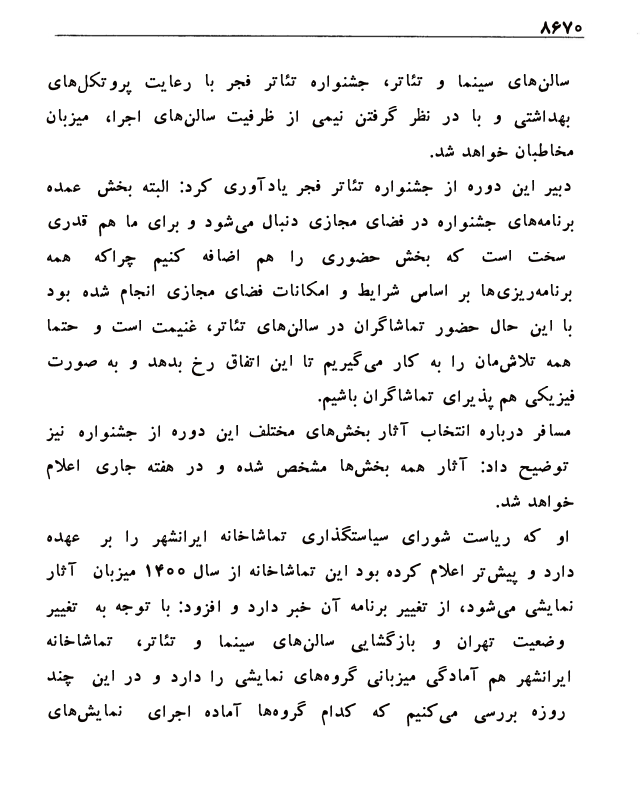 ۸۶۷۰
سالن‌های سینما و تئاتر، جشنواره تئاتر فجر با رعایت پروتکل‌های
بهداشتی و با در نظر گرفتن نیمی از ظرفیت سالن‌های اجرا، میزبان
مخاطبان خواهد شد.
دبیر این دوره از جشنواره تئاتر فجر یادآوری کرد: البته بخش عمده
برنامه‌های جشنواره در فضای مجازی دنبال می‌شود و برای ما هم قدری
سخت است که بخش حضوری را هم اضافه کنیم چراکه همه
برنامه‌ریزی‌ها بر اساس شرایط و امکانات فضای مجازی انجام شده بود
با این حال حضور تماشاگران در سالن‌های تئاتر، غنیمت است و حتما
همه تلاش‌مان را به کار می‌گیریم تا این اتفاق رخ بدهد و به صورت
فیزیکی هم پذیرای تماشاگران باشیم.
مسافر درباره انتخاب آثار بخش‌های مختلف این دوره از جشنواره نیز
توضیح داد: آثار همه بخش‌ها مشخص شده و در هفته جاری اعلام
خواهد شد.
او که ریاست شورای سیاستگذاری تماشاخانه ایرانشهر را بر عهده
دارد و پیش‌تر اعلام کرده بود این تماشاخانه از سال ۱۴۰۰ میزبان آثار
نمایشی می‌شود، از تغییر برنامه آن خبر دارد و افزود: با توجه به تغییر
وضعیت تهران و بازگشایی سالن‌های سینما و تئاتر، تماشاخانه
ایرانشهر هم آمادگی میزبانی گروه‌های نمایشی را دارد و در این چند
روزه بررسی می‌کنیم که کدام گروه‌ها آماده اجرای نمایش‌های